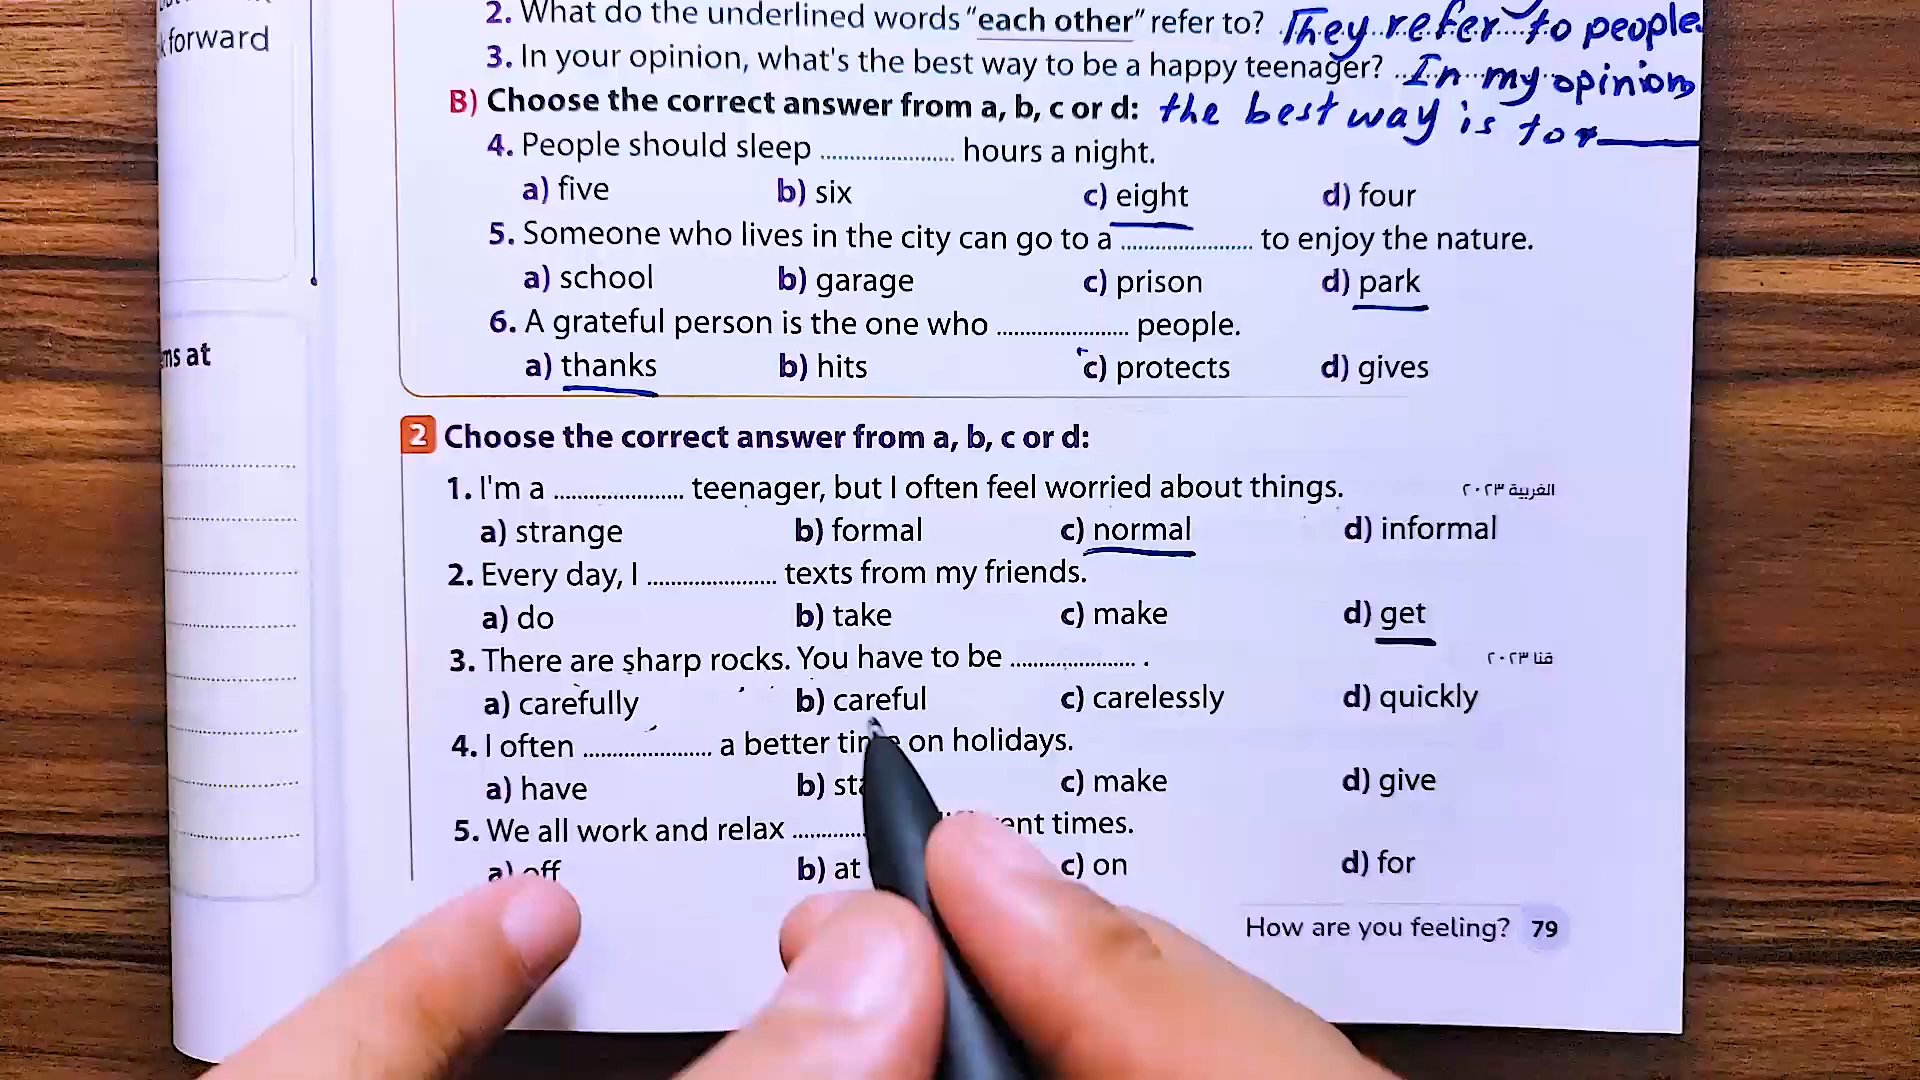 forward
2. What do the underlined words "each other" refer to? They refer to people.
3. In your opinion, what's the best way to be a happy teenager? In my opinion,
B) Choose the correct answer from a, b, c or d: the best way is to
4. People should sleep ..................... hours a night.
a) five b) six c) eight d) four
5. Someone who lives in the city can go to a ..................... to enjoy the nature.
a) school b) garage c) prison d) park
6. A grateful person is the one who ..................... people.
at
a) thanks b) hits c) protects d) gives
2 Choose the correct answer from a, b, c or d:
1. I'm a ..................... teenager, but I often feel worried about things. الغربية ٢٠٢٣
a) strange b) formal c) normal d) informal
2. Every day, I ..................... texts from my friends.
a) do b) take c) make d) get
3. There are sharp rocks. You have to be ..................... . قنا ٢٠٢٣
a) carefully b) careful c) carelessly d) quickly
4. I often ..................... a better time on holidays.
a) have b) c) make d) give
5. We all work and relax ............ times.
a) off b) at c) on d) for
How are you feeling? 79